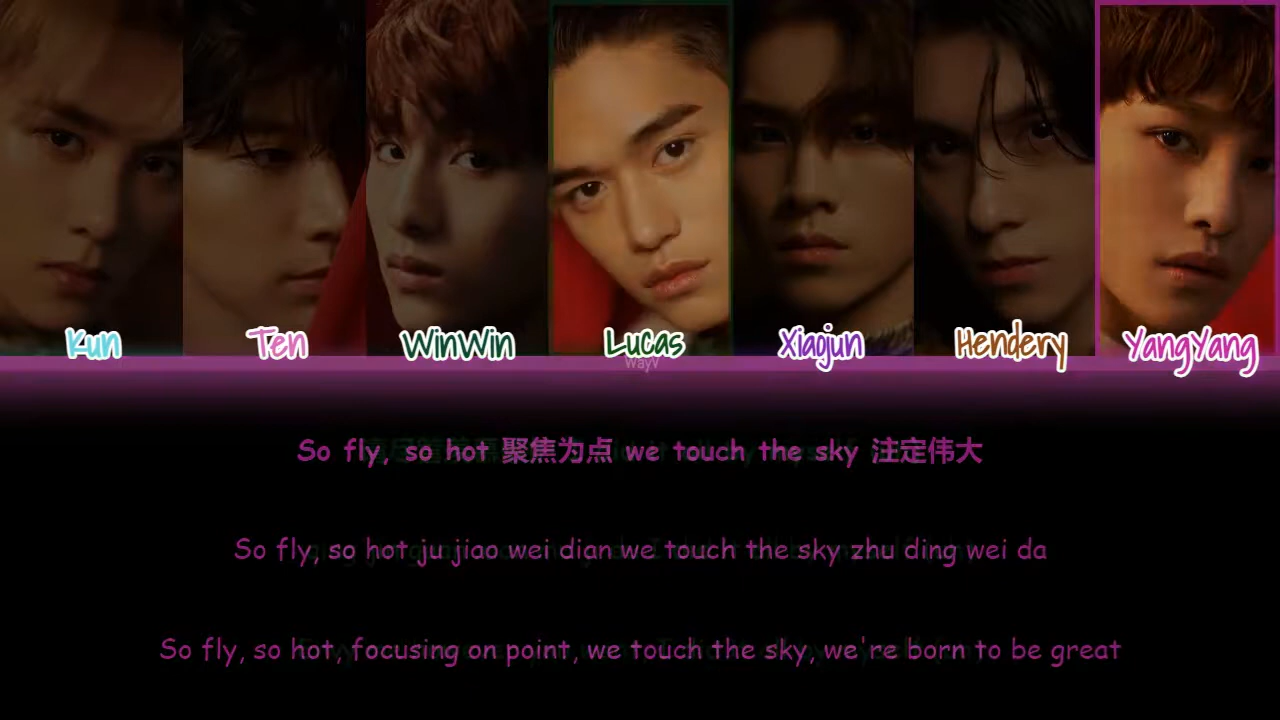 Kun Ten WinWin Lucas Xiaojun Hendery YangYang
WayV
So fly, so hot 聚焦为点 we touch the sky 注定伟大
So fly, so hot ju jiao wei dian we touch the sky zhu ding wei da
So fly, so hot, focusing on point, we touch the sky, we're born to be great